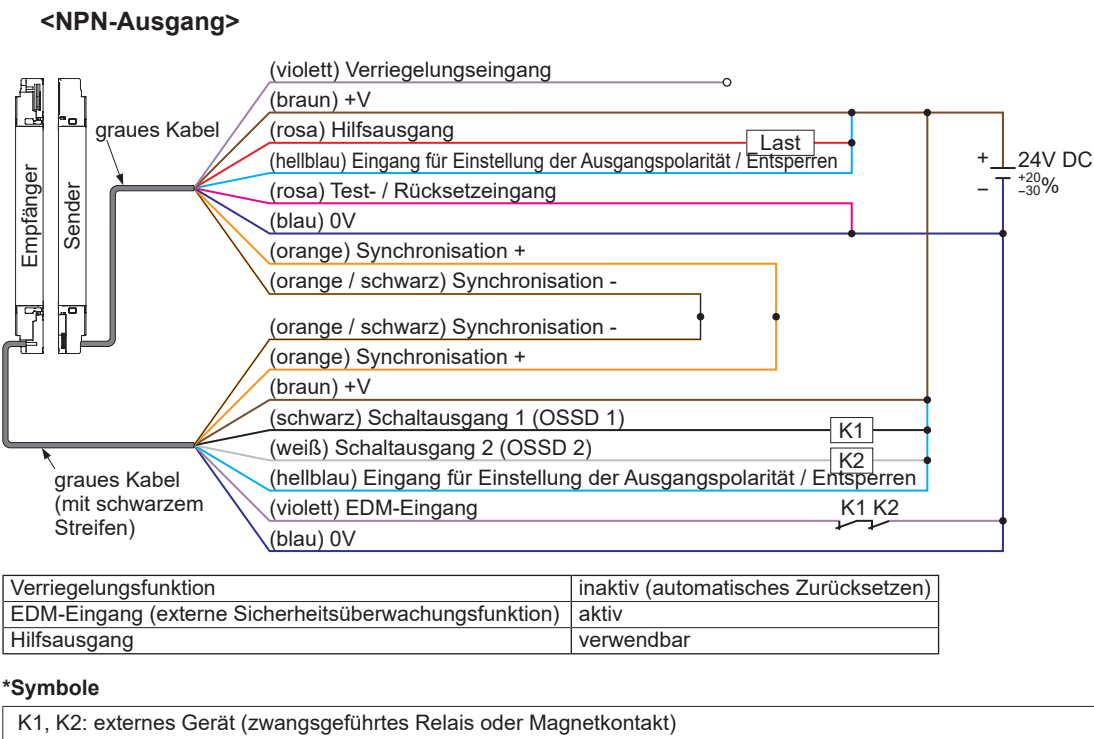 <NPN-Ausgang>
(violett) Verriegelungseingang
(braun) +V
graues Kabel
(rosa) Hilfsausgang
Last
(hellblau) Eingang für Einstellung der Ausgangspolarität / Entsperren
+
24V DC
+20
–30%
–
(rosa) Test- / Rücksetzeingang
Empfänger
Sender
(blau) 0V
(orange) Synchronisation +
(orange / schwarz) Synchronisation -
(orange / schwarz) Synchronisation -
(orange) Synchronisation +
(braun) +V
(schwarz) Schaltausgang 1 (OSSD 1)
K1
(weiß) Schaltausgang 2 (OSSD 2)
K2
(hellblau) Eingang für Einstellung der Ausgangspolarität / Entsperren
graues Kabel
(mit schwarzem
Streifen)
(violett) EDM-Eingang
K1 K2
(blau) 0V
Verriegelungsfunktion inaktiv (automatisches Zurücksetzen)
EDM-Eingang (externe Sicherheitsüberwachungsfunktion) aktiv
Hilfsausgang verwendbar
*Symbole
K1, K2: externes Gerät (zwangsgeführtes Relais oder Magnetkontakt)